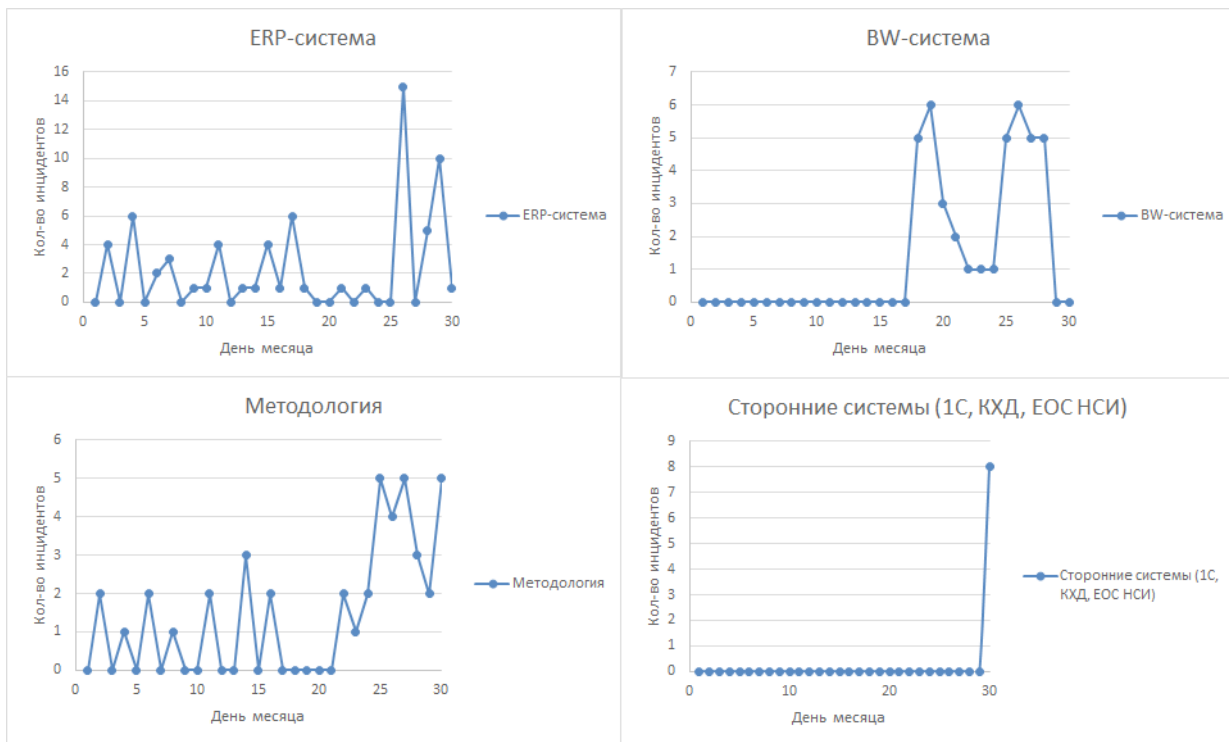 ERP-система
16
14
12
10
8
6
4
2
0
Кол-во инцидентов
0 5 10 15 20 25 30
День месяца
ERP-система
BW-система
7
6
5
4
3
2
1
0
Кол-во инцидентов
0 5 10 15 20 25 30
День месяца
BW-система
Методология
6
5
4
3
2
1
0
Кол-во инцидентов
0 5 10 15 20 25 30
День месяца
Методология
Сторонние системы (1С, КХД, ЕОС НСИ)
9
8
7
6
5
4
3
2
1
0
Кол-во инцидентов
0 10 20 30
День месяца
Сторонние системы (1С,
КХД, ЕОС НСИ)